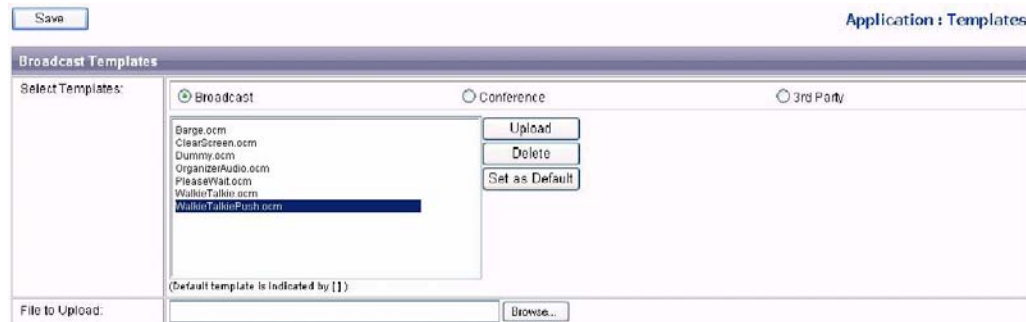 Save
Application : Templates
Broadcast Templates
Select Templates:
Broadcast
Conference
3rd Party
Barge.ocm
ClearScreen.ocm
Dummy.ocm
OrganizerAudio.ocm
PleaseWait.ocm
WalkieTalkie.ocm
WalkieTalkiePush.ocm
Upload
Delete
Set as Default
(Default template is indicated by [ ] )
File to Upload:
Browse...